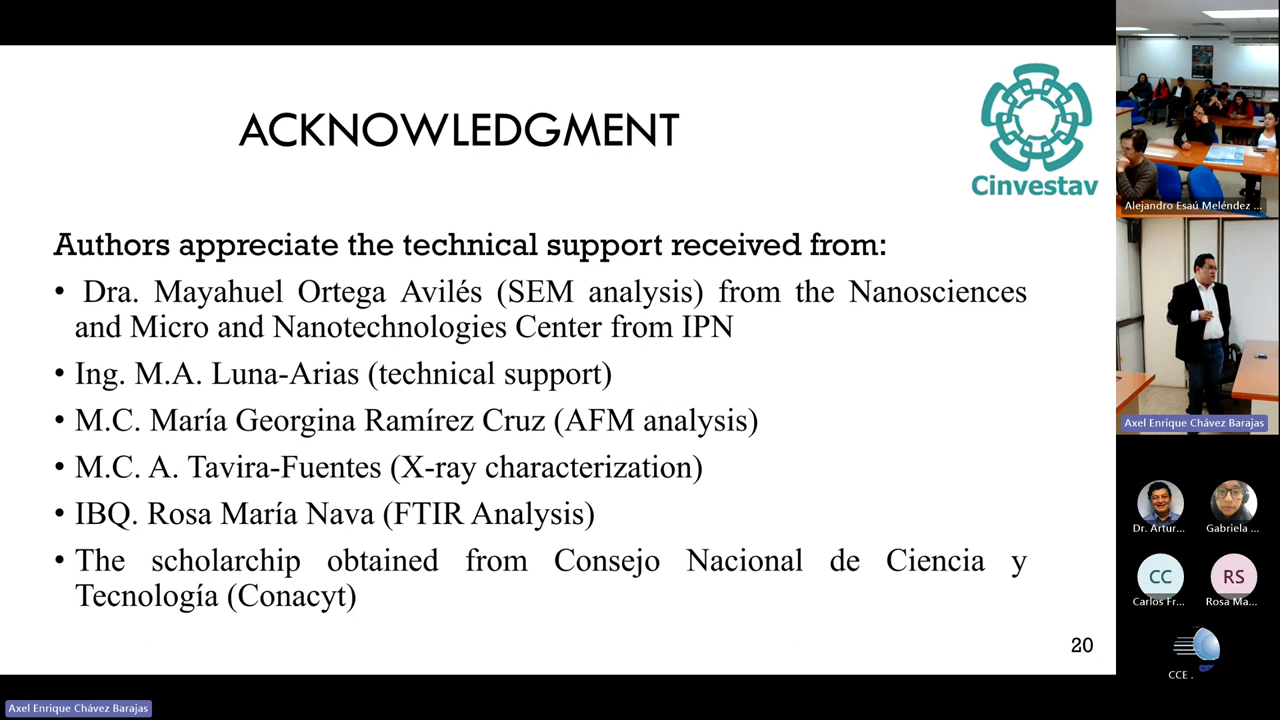 ACKNOWLEDGMENT
Cinvestav
Authors appreciate the technical support received from:
• Dra. Mayahuel Ortega Avilés (SEM analysis) from the Nanosciences
and Micro and Nanotechnologies Center from IPN
• Ing. M.A. Luna-Arias (technical support)
• M.C. María Georgina Ramírez Cruz (AFM analysis)
• M.C. A. Tavira-Fuentes (X-ray characterization)
• IBQ. Rosa María Nava (FTIR Analysis)
• The scholarchip obtained from Consejo Nacional de Ciencia y
Tecnología (Conacyt)
20
Alejandro Esaú Meléndez ...
Axel Enrique Chávez Barajas
Dr. Artur...
Gabriela ...
CC
RS
Carlos Fr...
Rosa Ma...
CCE .
Axel Enrique Chávez Barajas